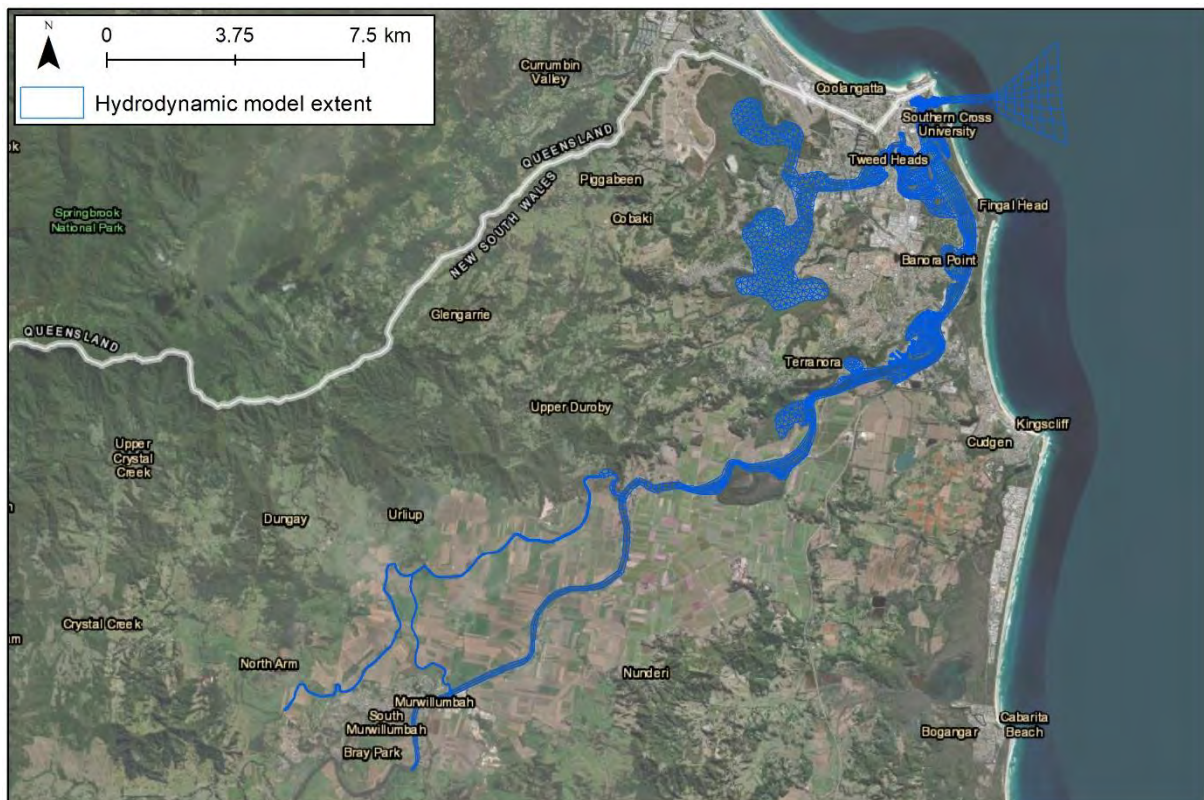 N
0 3.75 7.5 km
Hydrodynamic model extent
Currumbin
Valley
Coolangatta
Southern Cross
University
QUEENSLAND
Tweed Heads
NEW SOUTH WALES
Piggabeen
Fingal Head
Springbrook
National Park
Cobaki
Banora Point
Glengarrie
QUEENSLAND
Terranora
Upper Duroby
Kingscliff
Cudgen
Upper
Crystal
Creek
Dungay
Urliup
Crystal Creek
North Arm
Nunderi
Murwillumbah
South
Murwillumbah
Bray Park
Bogangar
Cabarita
Beach